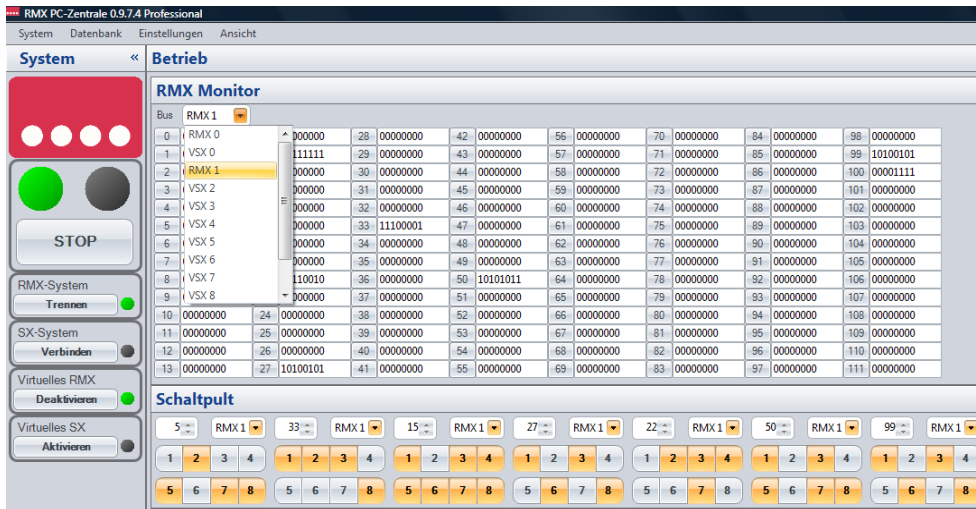 RMX PC-Zentrale 0.9.7.4 Professional
System Datenbank Einstellungen Ansicht
System «
Betrieb
RMX Monitor
Bus RMX 1
0 RMX 0 28 00000000 42 00000000 56 00000000 70 00000000 84 00000000 98 00000000
1 VSX 0 29 00000000 43 00000000 57 00000000 71 00000000 85 00000000 99 10100101
2 RMX 1 30 00000000 44 00000000 58 00000000 72 00000000 86 00000000 100 00001111
3 VSX 2 31 00000000 45 00000000 59 00000000 73 00000000 87 00000000 101 00000000
4 VSX 3 32 00000000 46 00000000 60 00000000 74 00000000 88 00000000 102 00000000
5 VSX 4 33 11100001 47 00000000 61 00000000 75 00000000 89 00000000 103 00000000
6 VSX 5 34 00000000 48 00000000 62 00000000 76 00000000 90 00000000 104 00000000
7 VSX 6 35 00000000 49 00000000 63 00000000 77 00000000 91 00000000 105 00000000
8 VSX 7 36 00000000 50 10101011 64 00000000 78 00000000 92 00000000 106 00000000
9 VSX 8 37 00000000 51 00000000 65 00000000 79 00000000 93 00000000 107 00000000
10 00000000 24 00000000 38 00000000 52 00000000 66 00000000 80 00000000 94 00000000 108 00000000
11 00000000 25 00000000 39 00000000 53 00000000 67 00000000 81 00000000 95 00000000 109 00000000
12 00000000 26 00000000 40 00000000 54 00000000 68 00000000 82 00000000 96 00000000 110 00000000
13 00000000 27 10100101 41 00000000 55 00000000 69 00000000 83 00000000 97 00000000 111 00000000
STOP
RMX-System
Trennen
SX-System
Verbinden
Virtuelles RMX
Deaktivieren
Virtuelles SX
Aktivieren
Schaltpult
5 RMX 1 33 RMX 1 15 RMX 1 27 RMX 1 22 RMX 1 50 RMX 1 99 RMX 1
1 2 3 4 1 2 3 4 1 2 3 4 1 2 3 4 1 2 3 4 1 2 3 4 1 2 3 4
5 6 7 8 5 6 7 8 5 6 7 8 5 6 7 8 5 6 7 8 5 6 7 8 5 6 7 8